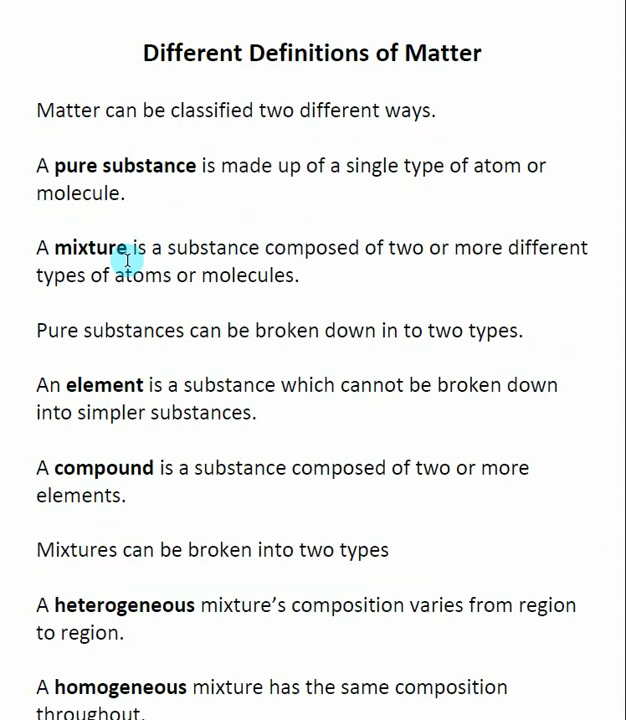 Different Definitions of Matter
Matter can be classified two different ways.
A pure substance is made up of a single type of atom or
molecule.
A mixture is a substance composed of two or more different
types of atoms or molecules.
Pure substances can be broken down in to two types.
An element is a substance which cannot be broken down
into simpler substances.
A compound is a substance composed of two or more
elements.
Mixtures can be broken into two types
A heterogeneous mixture’s composition varies from region
to region.
A homogeneous mixture has the same composition
throughout.